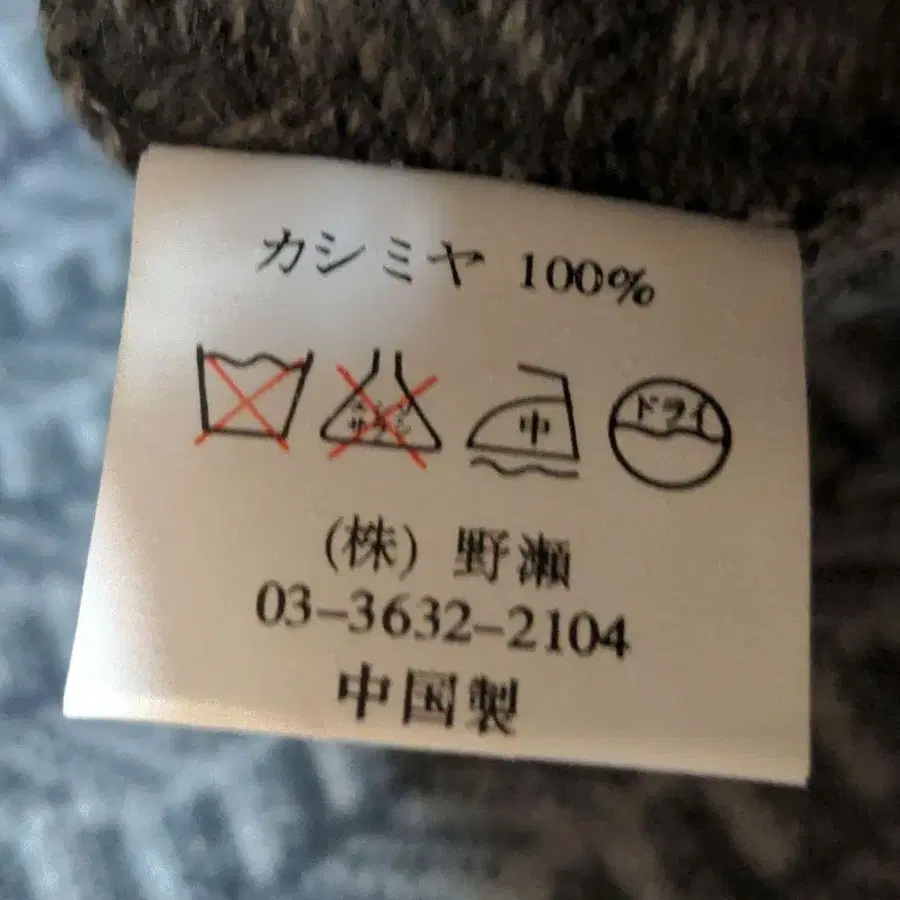 カシミヤ 100%
中 ドライ
(株) 野瀬
03-3632-2104
中国製